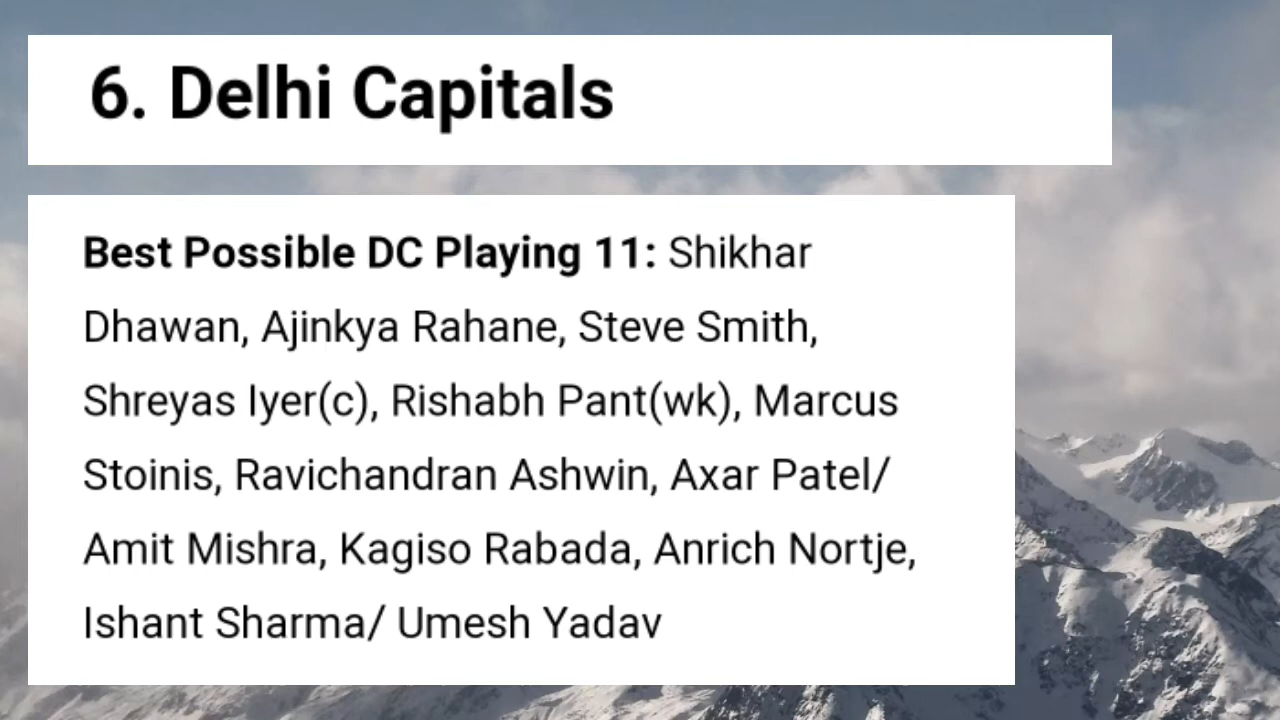 6. Delhi Capitals
Best Possible DC Playing 11: Shikhar
Dhawan, Ajinkya Rahane, Steve Smith,
Shreyas Iyer(c), Rishabh Pant(wk), Marcus
Stoinis, Ravichandran Ashwin, Axar Patel/
Amit Mishra, Kagiso Rabada, Anrich Nortje,
Ishant Sharma/ Umesh Yadav